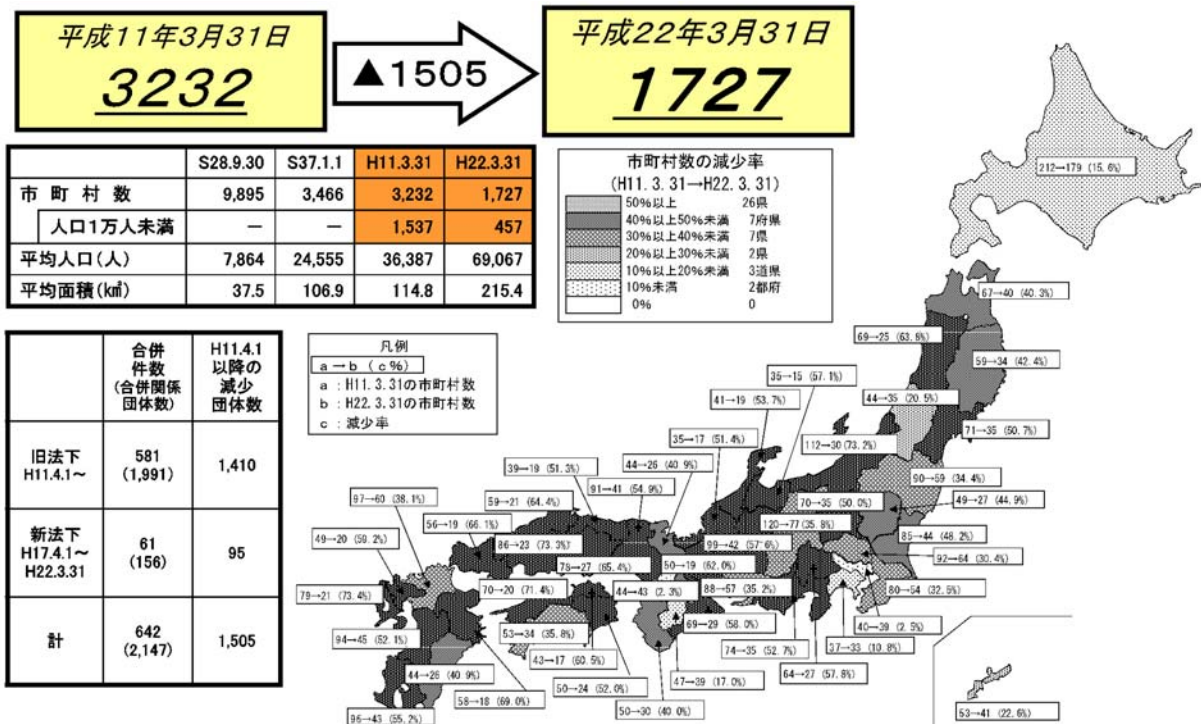 平成11年3月31日
3232
▲1505
平成22年3月31日
1727
S28.9.30 S37.1.1 H11.3.31 H22.3.31
市町村数 9,895 3,466 3,232 1,727
人口1万人未満 － － 1,537 457
平均人口(人) 7,864 24,555 36,387 69,067
平均面積(㎢) 37.5 106.9 114.8 215.4
市町村数の減少率
(H11.3.31→H22.3.31)
50%以上 26県
40%以上50%未満 7府県
30%以上40%未満 7県
20%以上30%未満 2県
10%以上20%未満 3道県
10%未満 2都府
0% 0
合併
件数
(合併関係
団体数)
H11.4.1
以降の
減少
団体数
旧法下
H11.4.1～
581
(1,991)
1,410
新法下
H17.4.1～
H22.3.31
61
(156)
95
計
642
(2,147)
1,505
凡例
a→b (c%)
a：H11.3.31の市町村数
b：H22.3.31の市町村数
c：減少率
212→179 (15.6%)
67→40 (40.3%)
69→25 (63.8%)
59→34 (42.4%)
44→35 (20.5%)
71→35 (50.7%)
35→15 (57.1%)
41→19 (53.7%)
112→30 (73.2%)
35→17 (51.4%)
90→59 (34.4%)
39→19 (51.3%)
44→26 (40.9%)
91→41 (54.9%)
70→35 (50.0%)
49→27 (44.9%)
97→60 (38.1%)
59→21 (64.4%)
56→19 (66.1%)
120→77 (35.8%)
85→44 (48.2%)
49→20 (59.2%)
86→23 (73.3%)
99→42 (57.6%)
92→64 (30.4%)
78→27 (65.4%)
50→19 (62.0%)
79→21 (73.4%)
70→20 (71.4%)
44→43 (2.3%)
88→57 (35.2%)
80→54 (32.5%)
69→29 (58.0%)
40→39 (2.5%)
94→45 (52.1%)
53→34 (35.8%)
74→35 (52.7%)
37→33 (10.8%)
43→17 (60.5%)
44→26 (40.9%)
58→18 (69.0%)
50→24 (52.0%)
47→39 (17.0%)
64→27 (57.8%)
96→43 (55.2%)
50→30 (40.0%)
53→41 (22.6%)